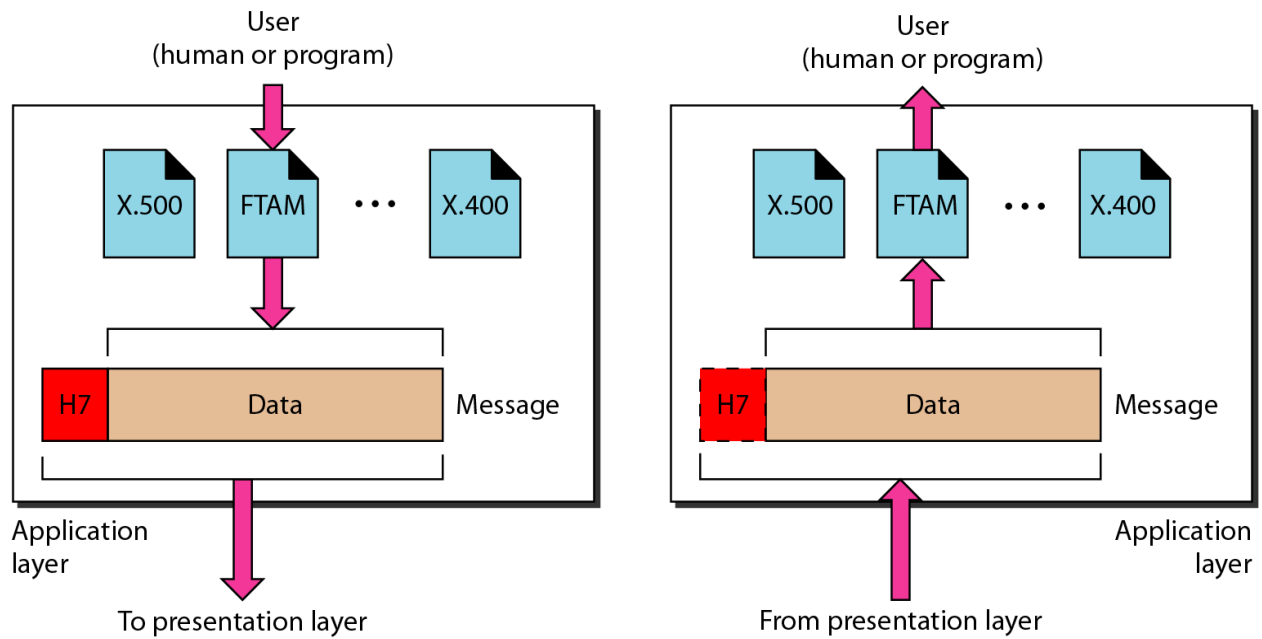 User
(human or program)
X.500
FTAM
...
X.400
H7
Data
Message
Application
layer
To presentation layer
User
(human or program)
X.500
FTAM
...
X.400
H7
Data
Message
Application
layer
From presentation layer